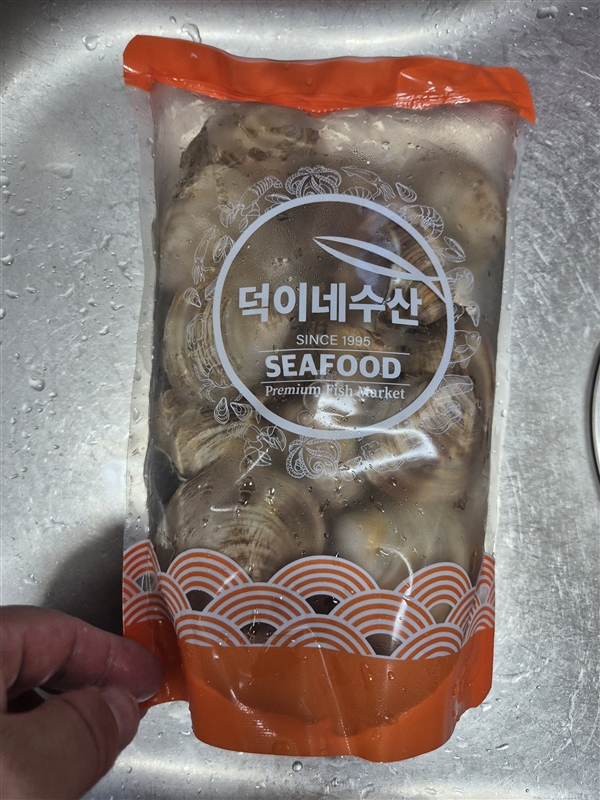 덕이네수산
SINCE 1995
SEAFOOD
Premium Fish Market